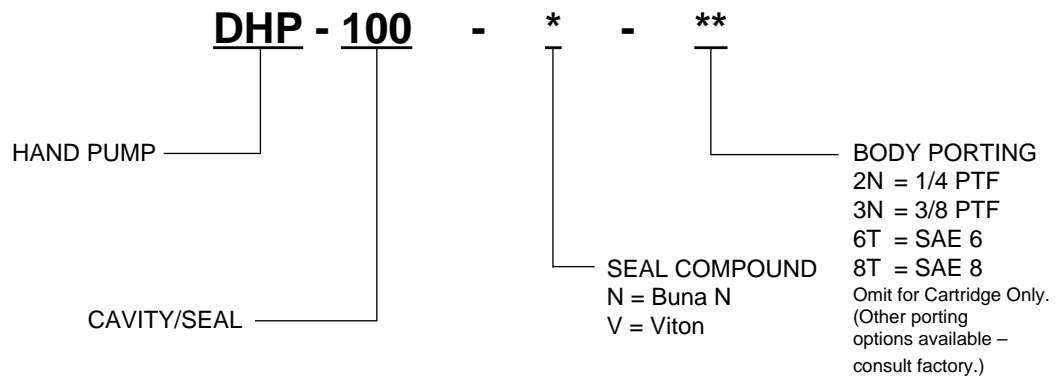 DHP - 100 - * - **
HAND PUMP
CAVITY/SEAL
SEAL COMPOUND
N = Buna N
V = Viton
BODY PORTING
2N = 1/4 PTF
3N = 3/8 PTF
6T = SAE 6
8T = SAE 8
Omit for Cartridge Only.
(Other porting
options available –
consult factory.)